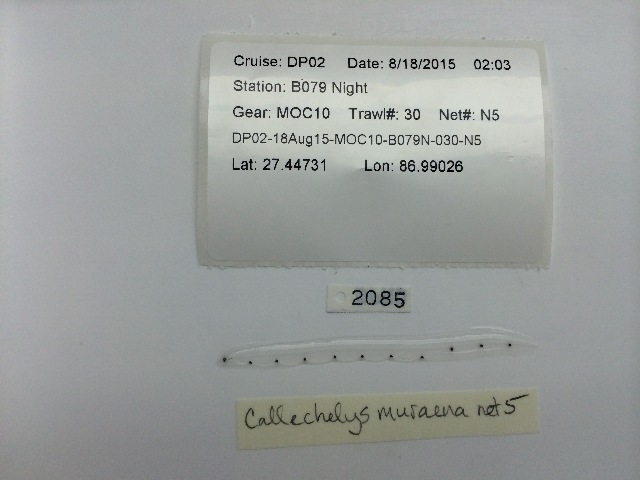 Cruise: DP02 Date: 8/18/2015 02:03
Station: B079 Night
Gear: MOC10 Trawl#: 30 Net#: N5
DP02-18Aug15-MOC10-B079N-030-N5
Lat: 27.44731 Lon: 86.99026
2085
Callechelys muraena net 5